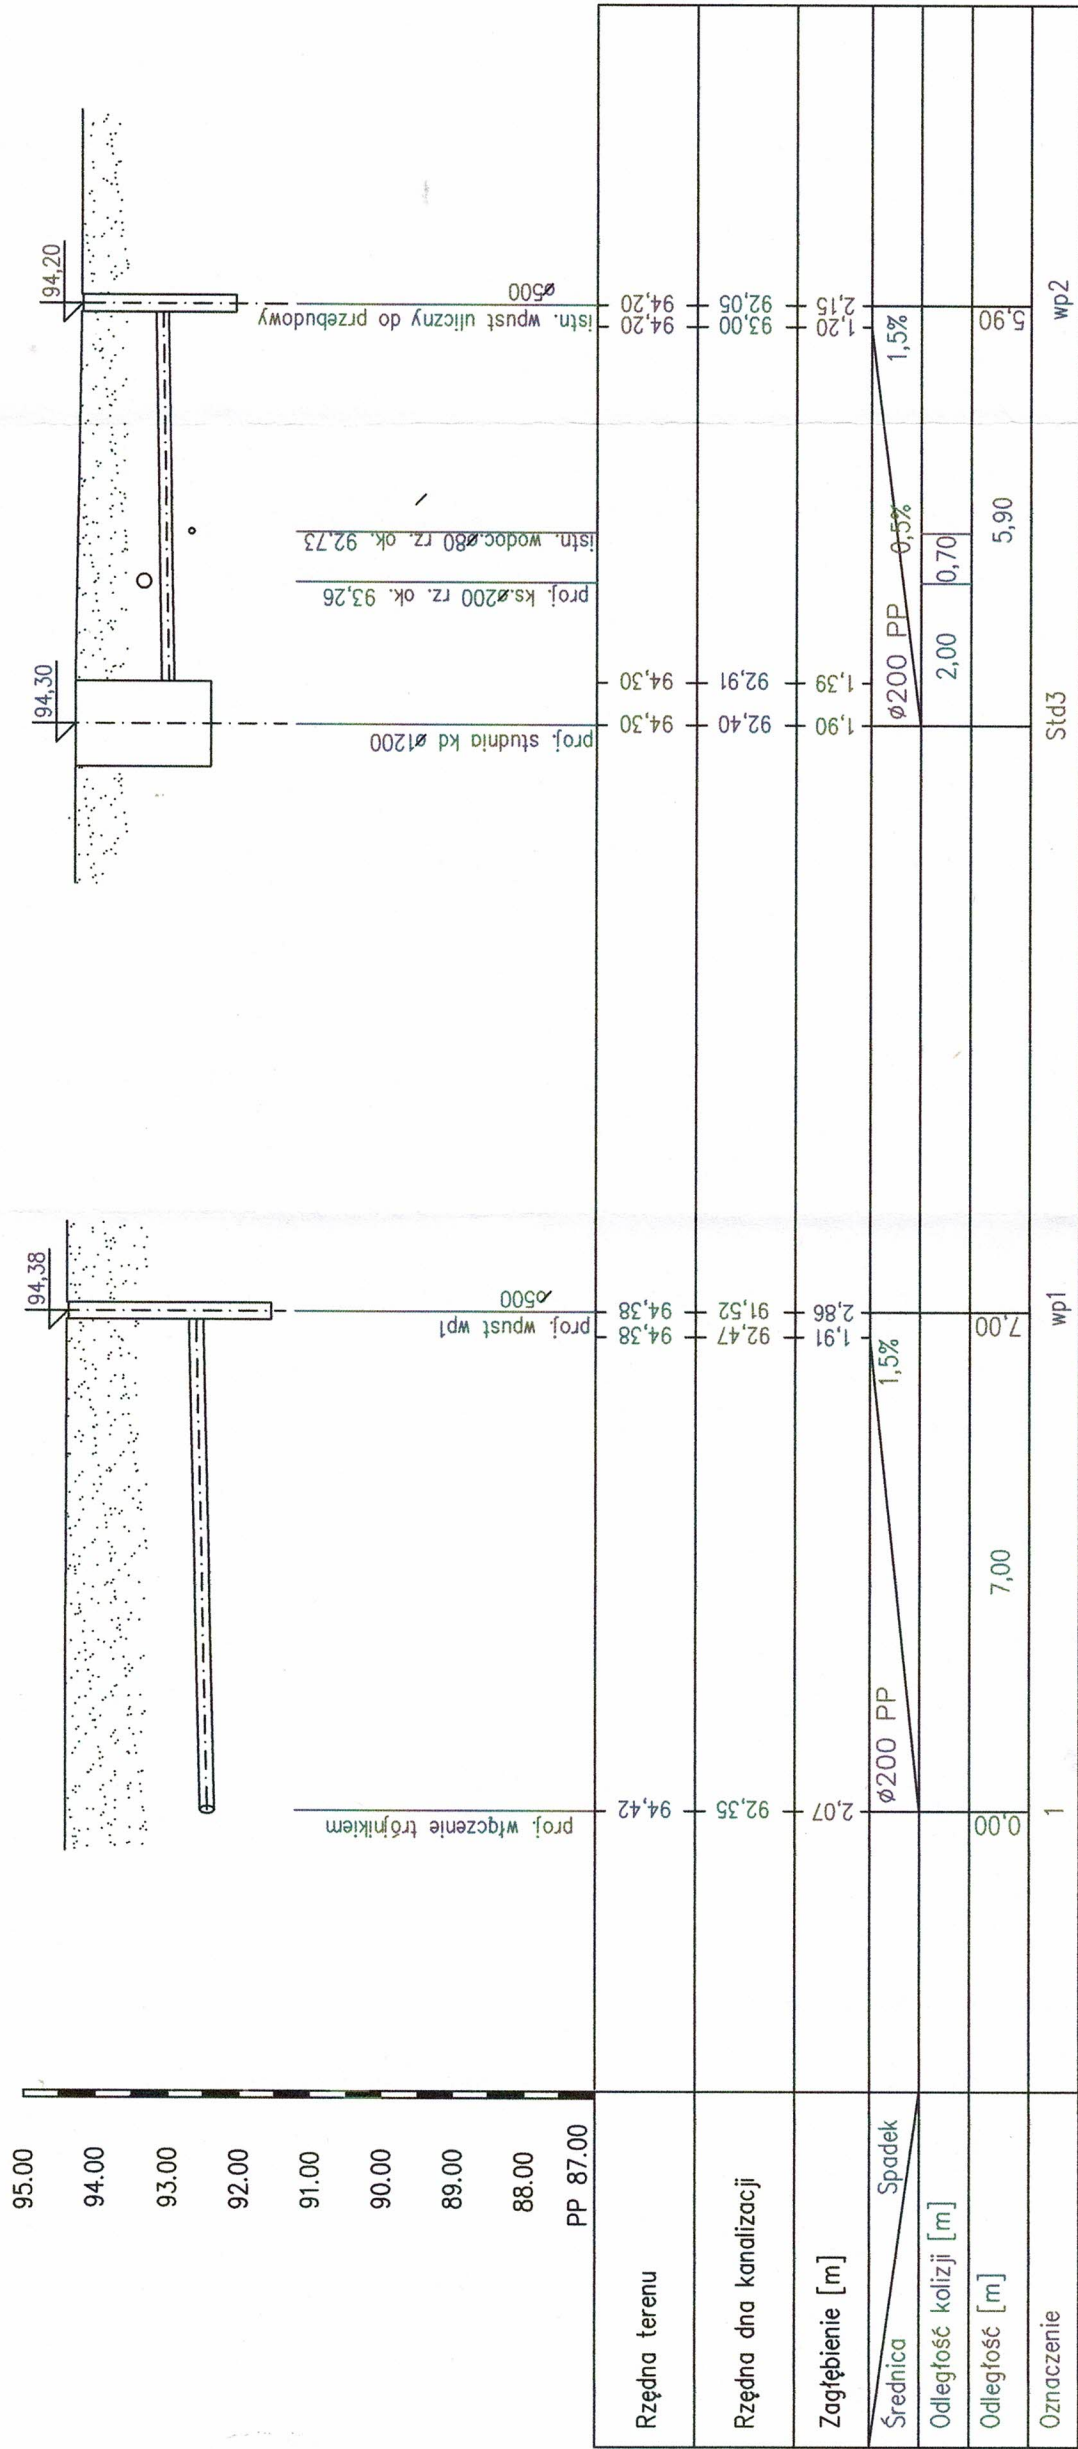 95.00
94.00
93.00
92.00
91.00
90.00
89.00
88.00
PP 87.00
94,38
94,30
94,20
proj. włączenie trójnikiem
proj. wpust wp1
ø500
proj. studnia kd ø1200
proj. ks.ø200 rz. ok. 93,26
istn. wodoc.ø80 rz. ok. 92,73
istn. wpust uliczny do przebudowy
ø500
Rzędna terenu
94,42
94,38
94,38
94,30
94,30
94,20
94,20
Rzędna dna kanalizacji
92,35
92,47
91,52
92,40
92,91
93,00
92,05
Zagłębienie [m]
2,07
1,91
2,86
1,90
1,39
1,20
2,15
Średnica
Spadek
ø200 PP
1,5%
ø200 PP
0,5%
1,5%
Odległość kolizji [m]
2,00
0,70
Odległość [m]
0,00
7,00
7,00
5,90
5,90
Oznaczenie
1
wp1
Std3
wp2